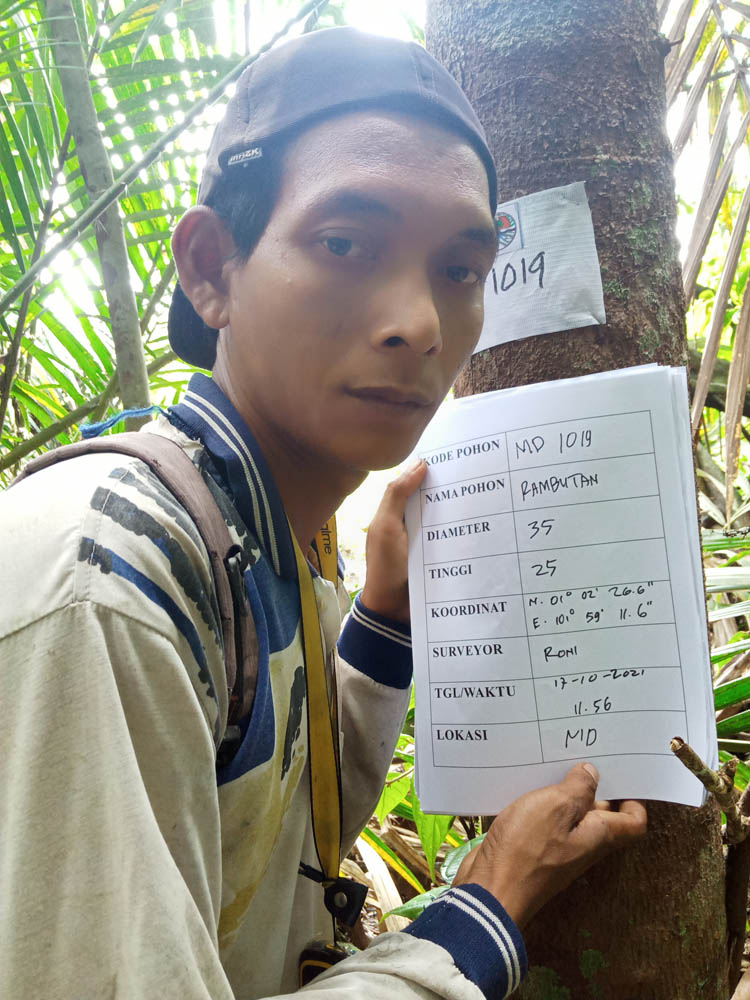 1019
KODE POHON MD 1019
NAMA POHON RAMBUTAN
DIAMETER 35
TINGGI 25
KOORDINAT N. 01° 02' 26.6"
E. 101° 59' 11.6"
SURVEYOR RONI
TGL/WAKTU 17-10-2021
11.56
LOKASI MD
realme